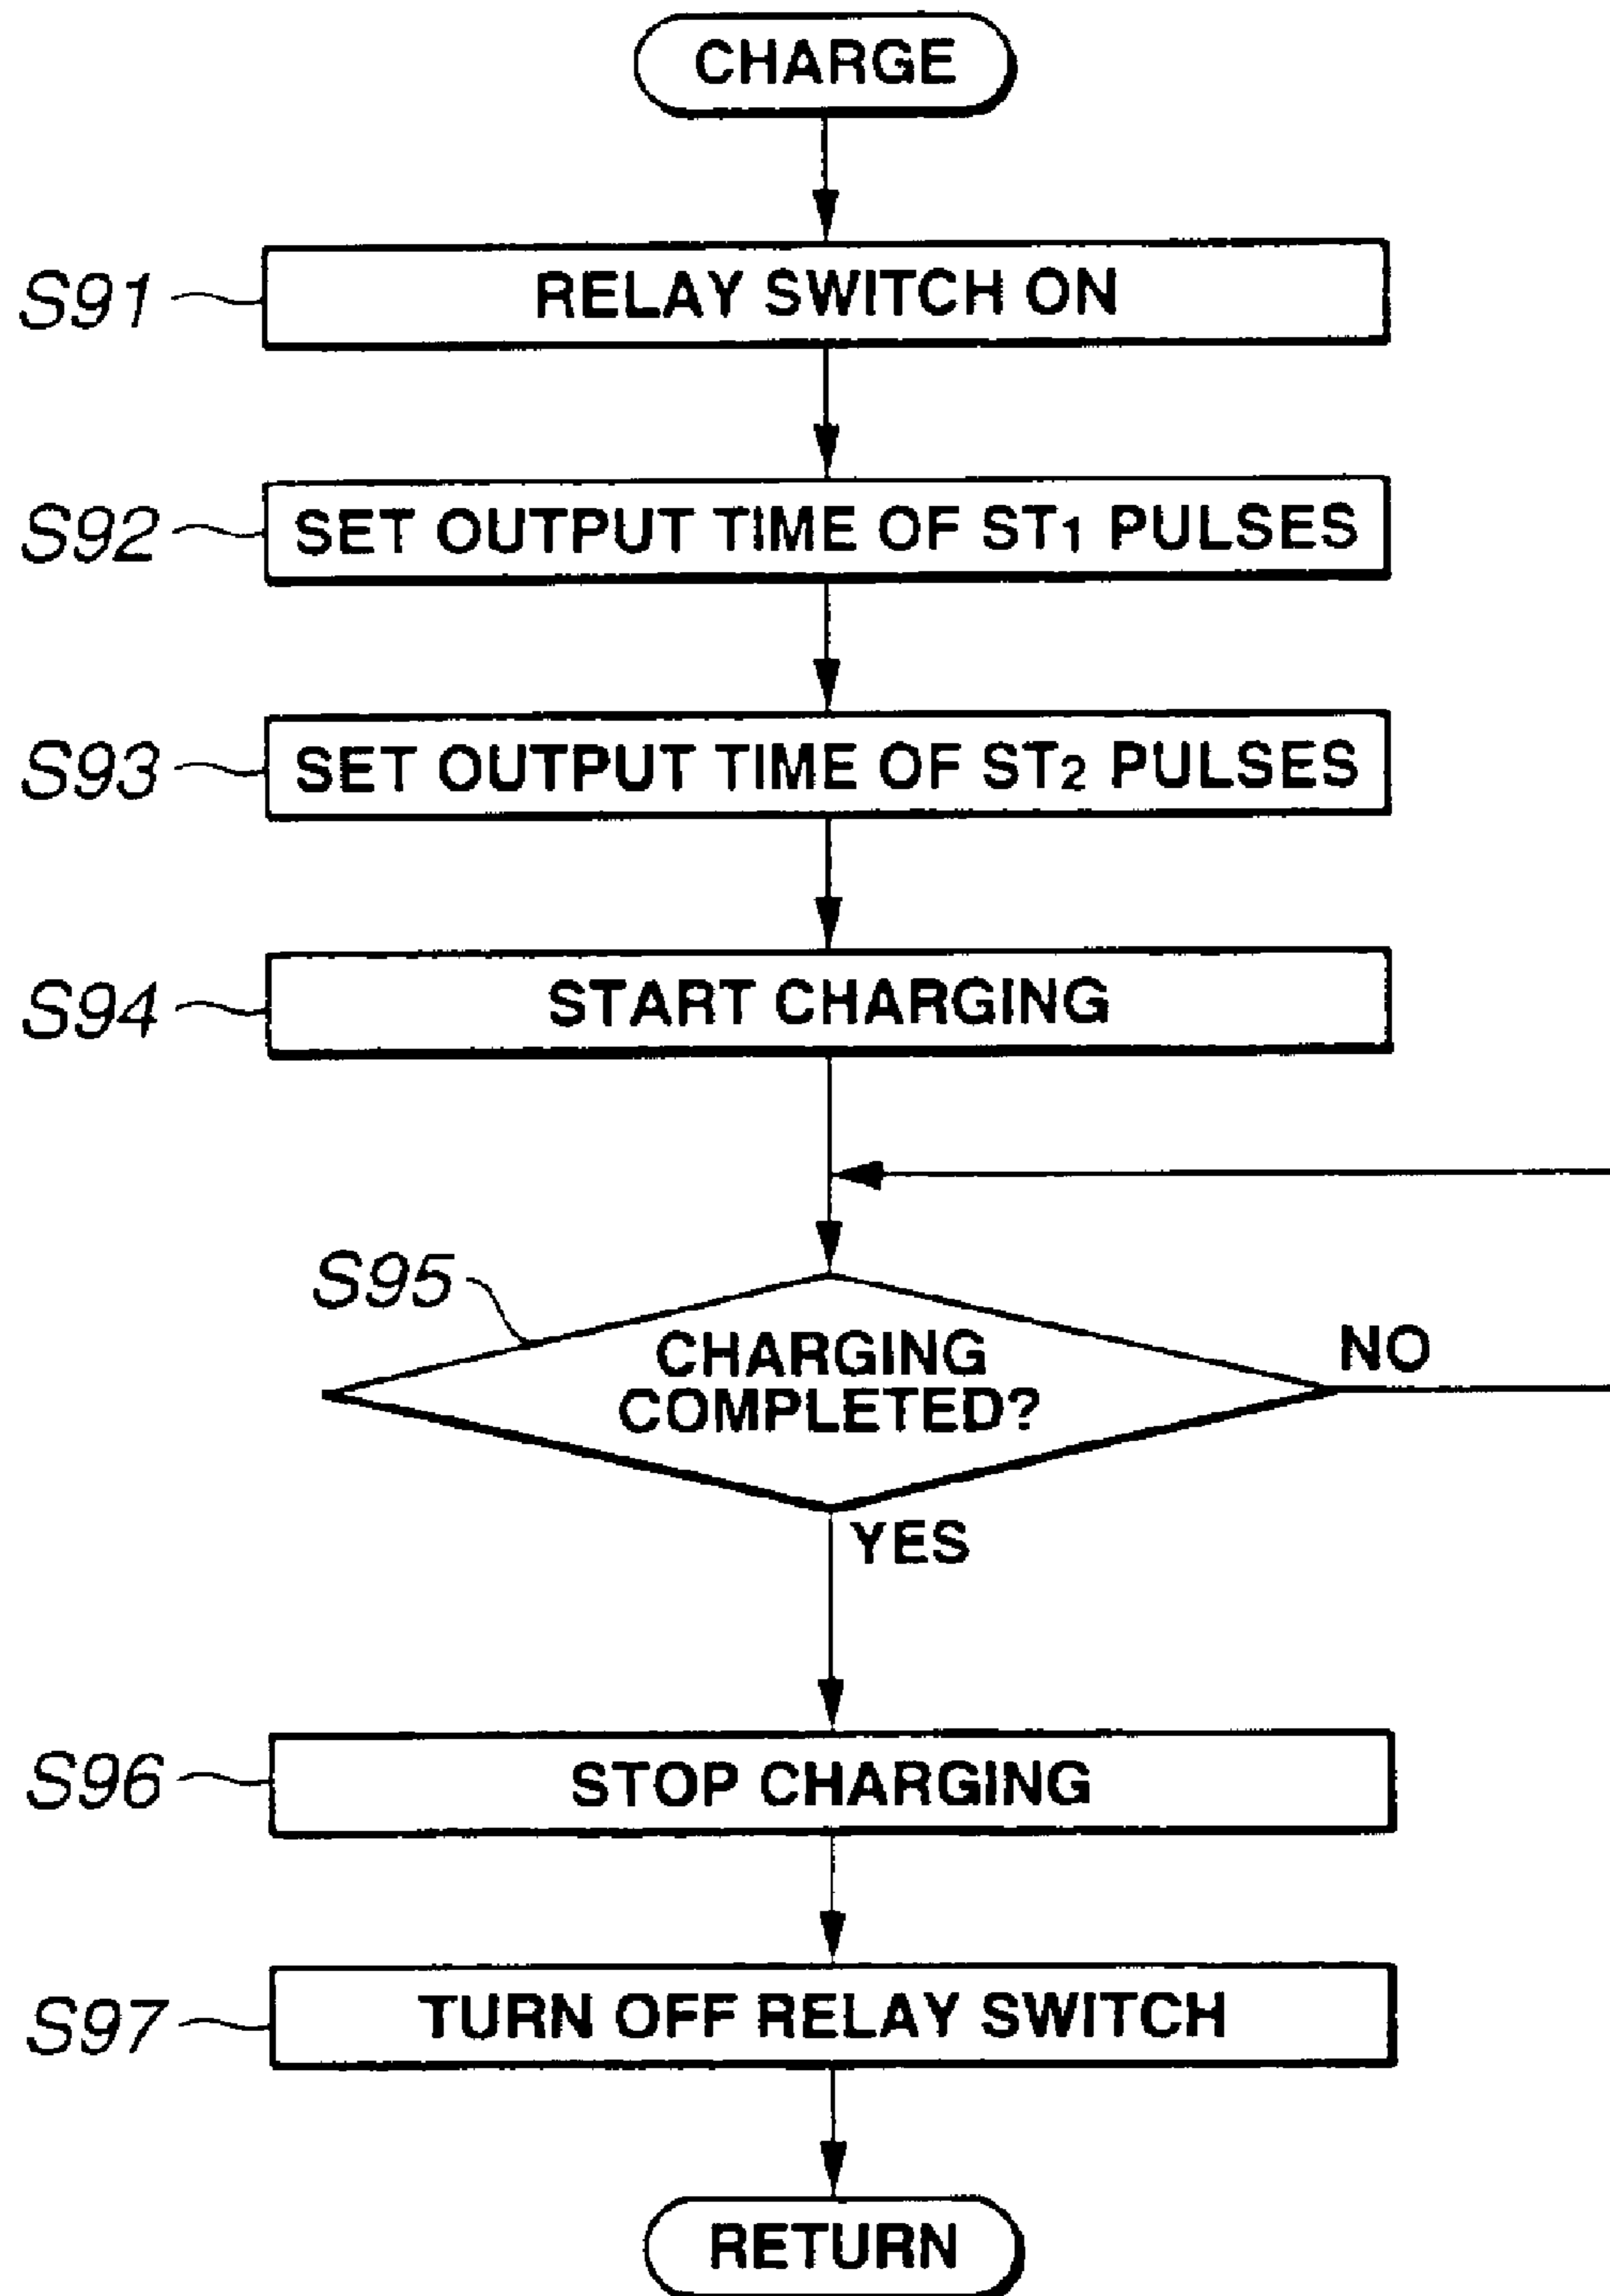 CHARGE
S91
RELAY SWITCH ON
S92
SET OUTPUT TIME OF ST1 PULSES
S93
SET OUTPUT TIME OF ST2 PULSES
S94
START CHARGING
S95
CHARGING
COMPLETED?
NO
YES
S96
STOP CHARGING
S97
TURN OFF RELAY SWITCH
RETURN